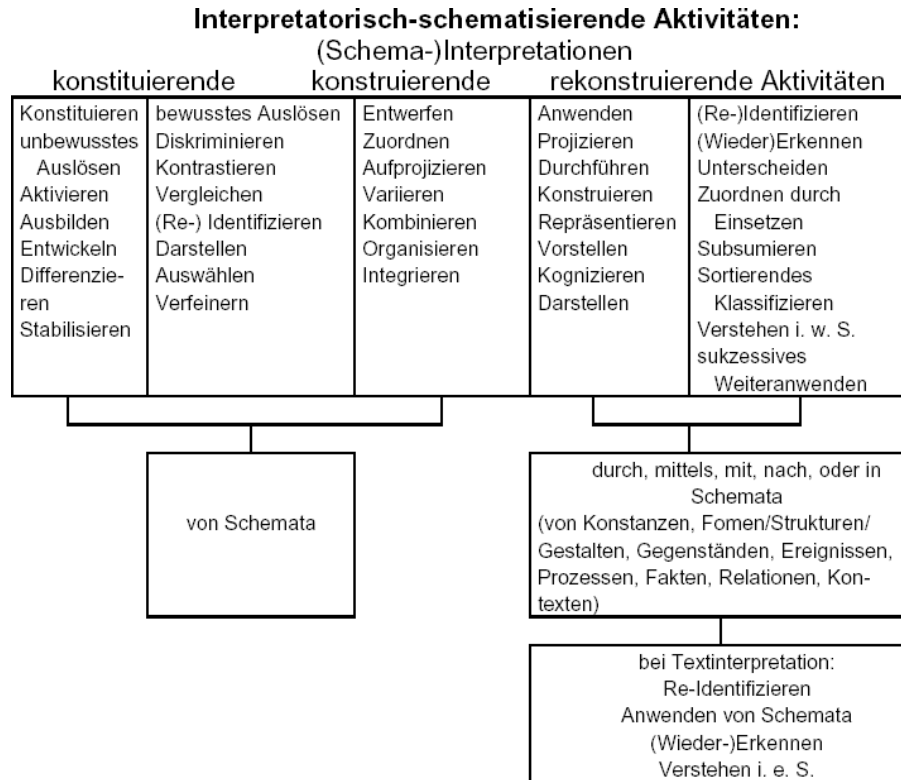 Interpretatorisch-schematisierende Aktivitäten:
(Schema-)Interpretationen
konstituierende konstruierende rekonstruierende Aktivitäten
Konstituieren
unbewusstes
Auslösen
Aktivieren
Ausbilden
Entwickeln
Differenzie-
ren
Stabilisieren
bewusstes Auslösen
Diskriminieren
Kontrastieren
Vergleichen
(Re-) Identifizieren
Darstellen
Auswählen
Verfeinern
Entwerfen
Zuordnen
Aufprojizieren
Variieren
Kombinieren
Organisieren
Integrieren
Anwenden
Projizieren
Durchführen
Konstruieren
Repräsentieren
Vorstellen
Kognizieren
Darstellen
(Re-)Identifizieren
(Wieder)Erkennen
Unterscheiden
Zuordnen durch
Einsetzen
Subsumieren
Sortierendes
Klassifizieren
Verstehen i. w. S.
sukzessives
Weiteranwenden
von Schemata
durch, mittels, mit, nach, oder in
Schemata
(von Konstanzen, Fomen/Strukturen/
Gestalten, Gegenständen, Ereignissen,
Prozessen, Fakten, Relationen, Kon-
texten)
bei Textinterpretation:
Re-Identifizieren
Anwenden von Schemata
(Wieder-)Erkennen
Verstehen i. e. S.